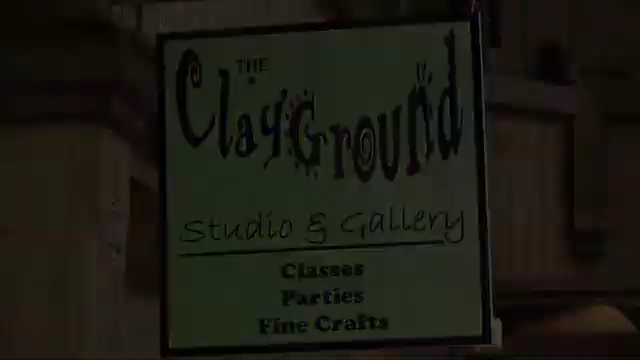 THE
ClayGround
Studio & Gallery
Classes
Parties
Fine Crafts